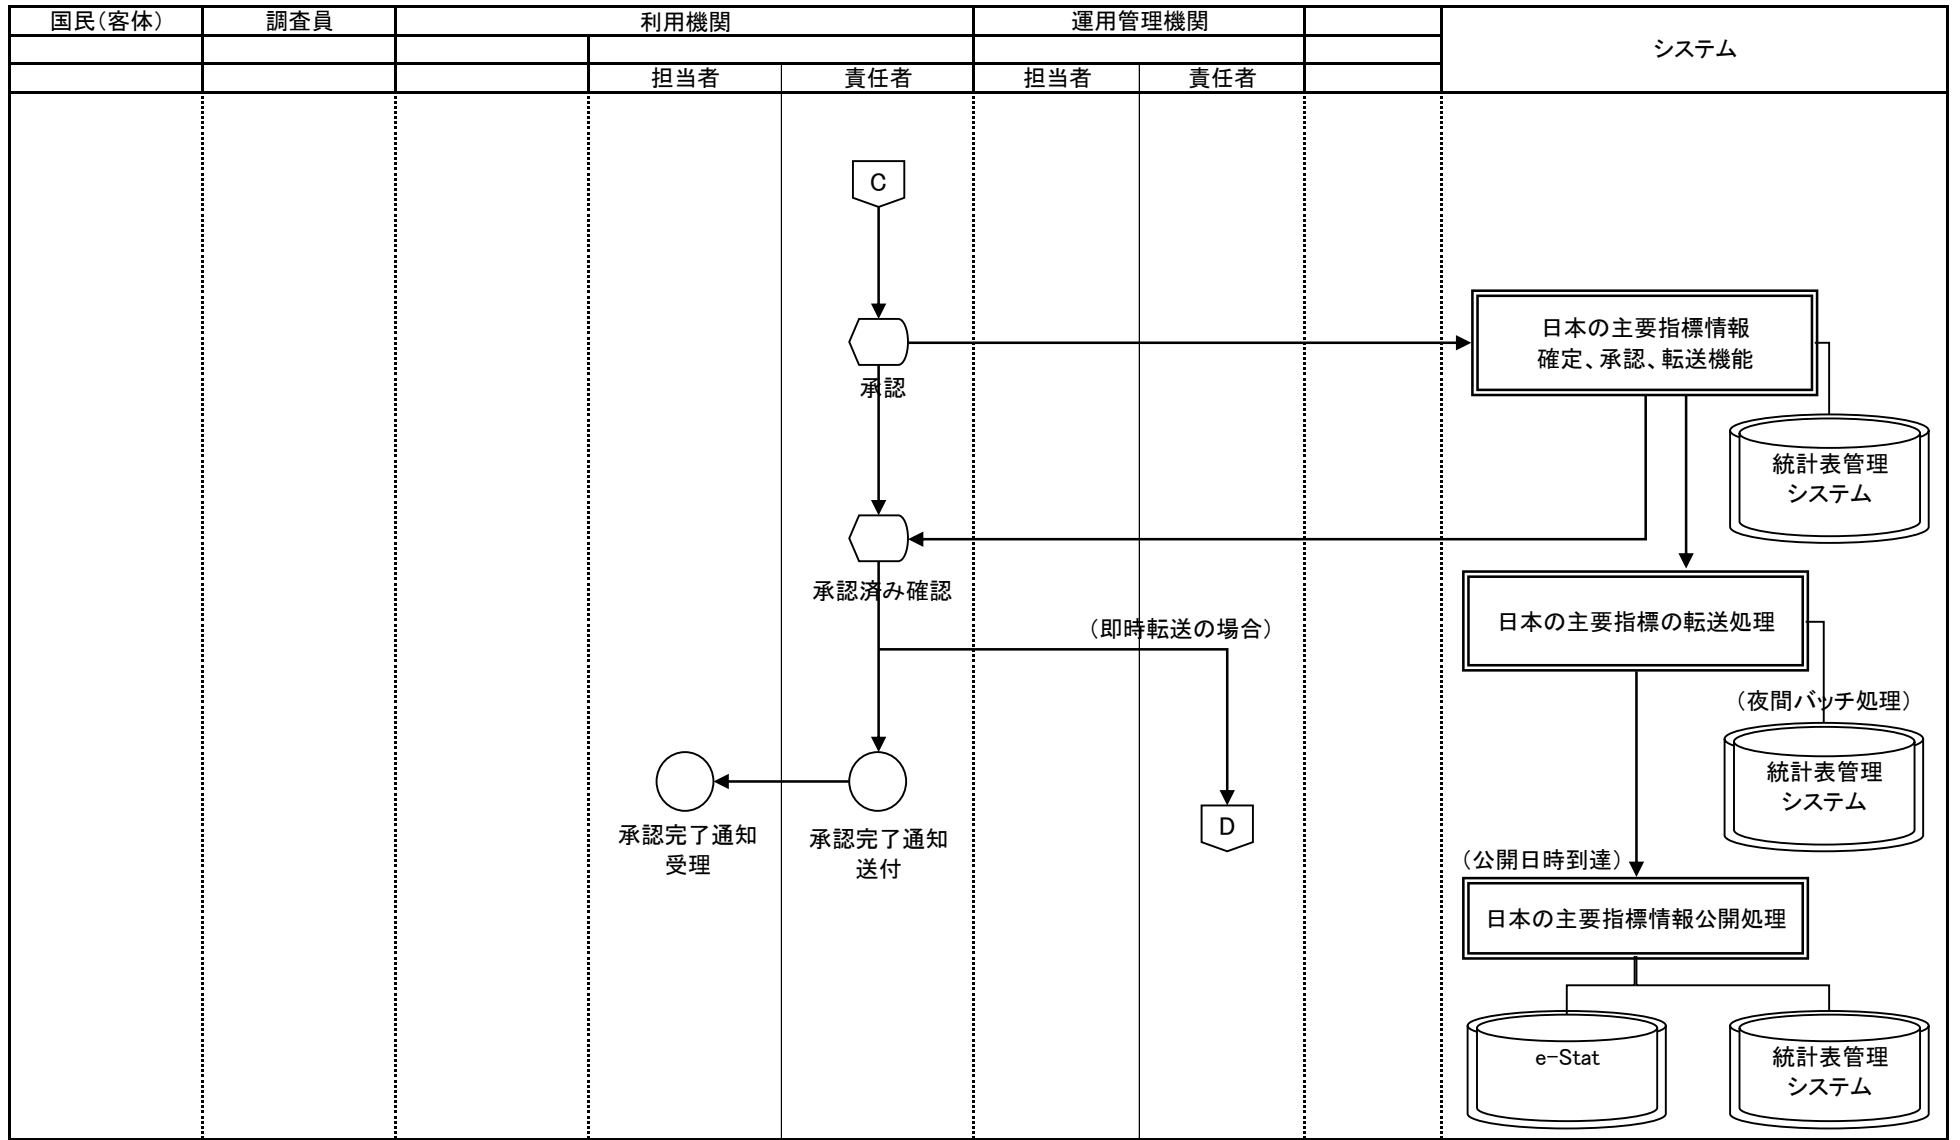 国民(客体)
調査員
利用機関
運用管理機関
システム
担当者
責任者
担当者
責任者
C
日本の主要指標情報
確定、承認、転送機能
承認
統計表管理
システム
承認済み確認
日本の主要指標の転送処理
(即時転送の場合)
(夜間バッチ処理)
統計表管理
システム
承認完了通知
受理
承認完了通知
送付
D
(公開日時到達)
日本の主要指標情報公開処理
e-Stat
統計表管理
システム